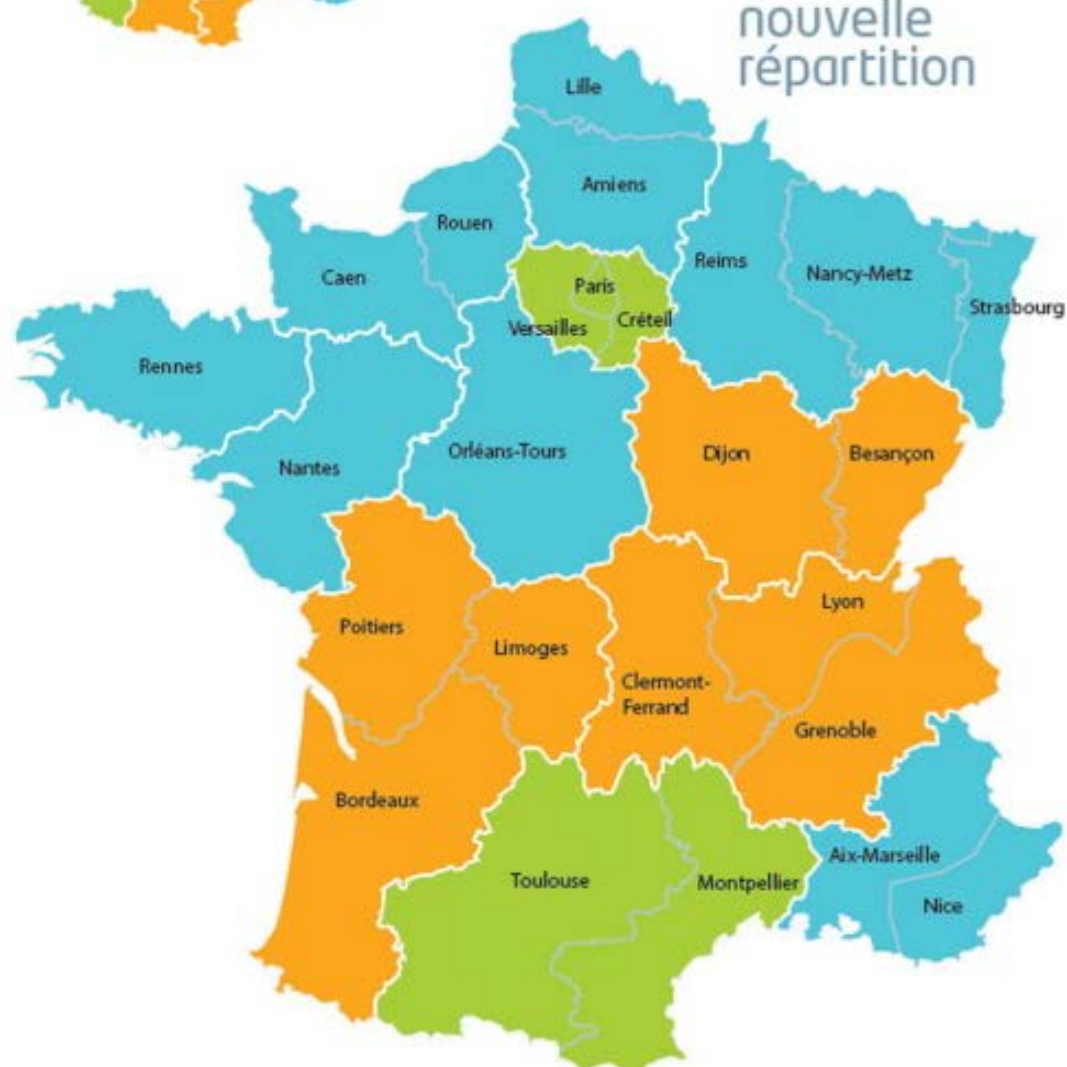 nouvelle
répartition
Lille
Amiens
Rouen
Caen
Reims
Nancy-Metz
Strasbourg
Paris
Versailles
Créteil
Rennes
Nantes
Orléans-Tours
Dijon
Besançon
Poitiers
Limoges
Clermont-
Ferrand
Lyon
Grenoble
Bordeaux
Toulouse
Montpellier
Aix-Marseille
Nice